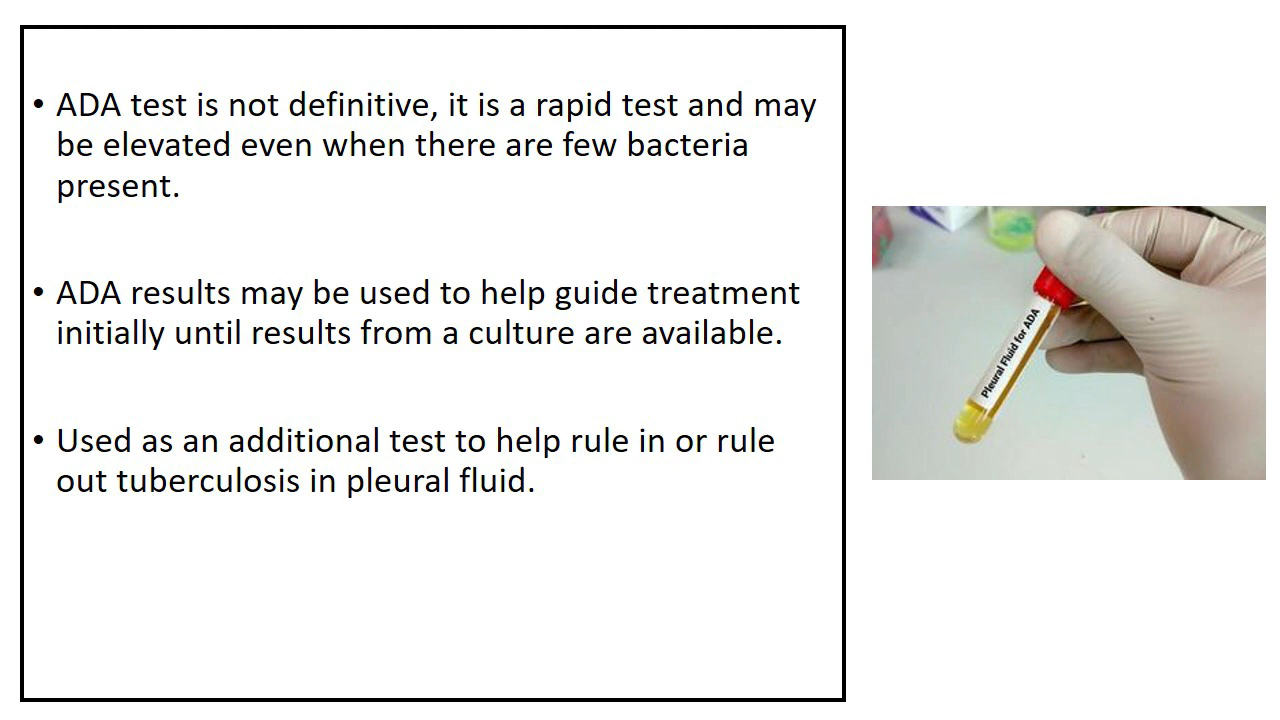 • ADA test is not definitive, it is a rapid test and may
be elevated even when there are few bacteria
present.
• ADA results may be used to help guide treatment
initially until results from a culture are available.
• Used as an additional test to help rule in or rule
out tuberculosis in pleural fluid.
Pleural Fluid for ADA